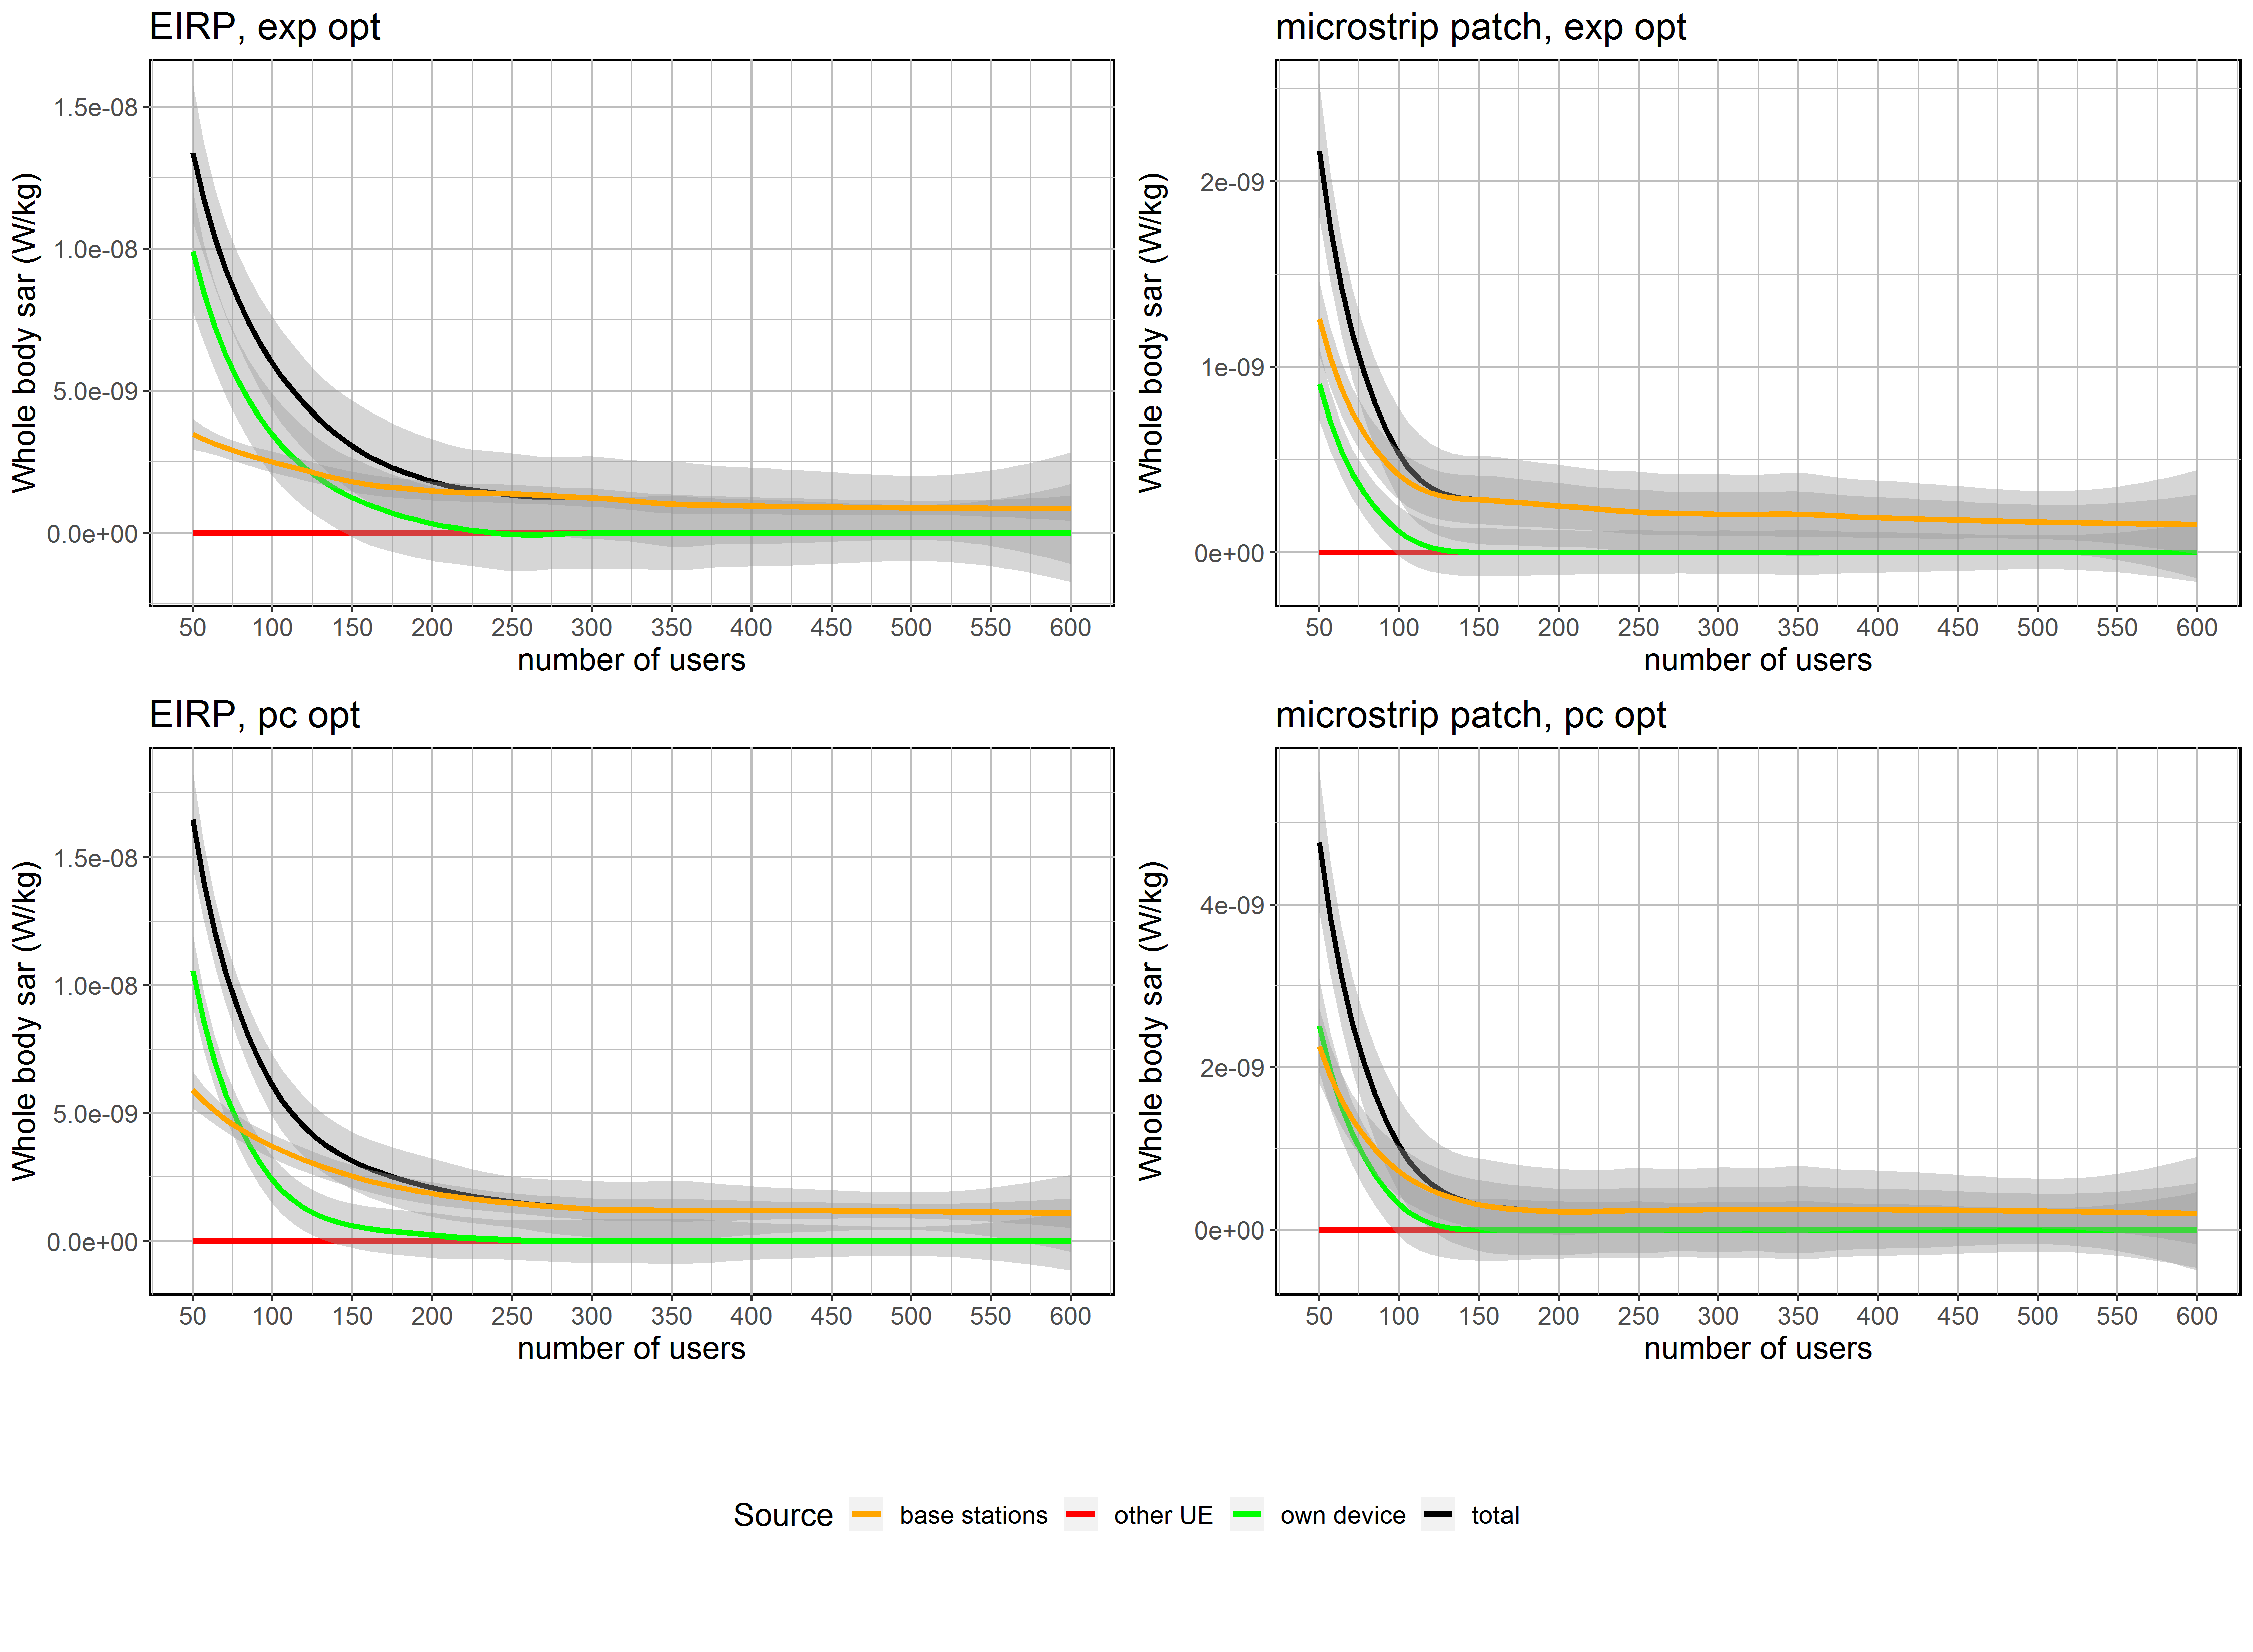 EIRP, exp opt
Whole body sar (W/kg)
1.5e-08
1.0e-08
5.0e-09
0.0e+00
50 100 150 200 250 300 350 400 450 500 550 600
number of users
microstrip patch, exp opt
Whole body sar (W/kg)
2e-09
1e-09
0e+00
50 100 150 200 250 300 350 400 450 500 550 600
number of users
EIRP, pc opt
Whole body sar (W/kg)
1.5e-08
1.0e-08
5.0e-09
0.0e+00
50 100 150 200 250 300 350 400 450 500 550 600
number of users
microstrip patch, pc opt
Whole body sar (W/kg)
4e-09
2e-09
0e+00
50 100 150 200 250 300 350 400 450 500 550 600
number of users
Source base stations other UE own device total